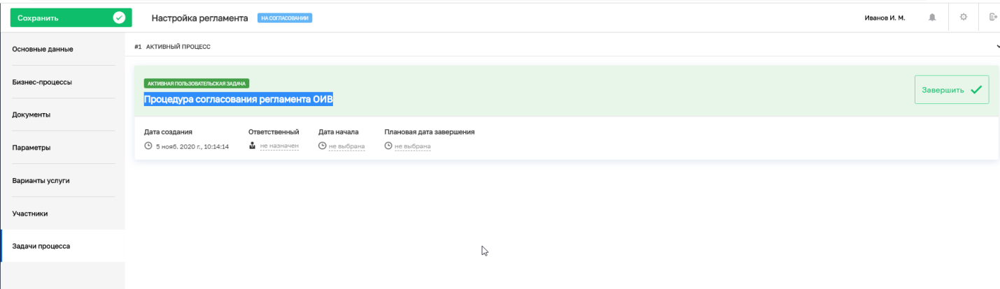 Сохранить
Настройка регламента
НА СОГЛАСОВАНИИ
Иванов И. М.
Основные данные
Бизнес-процессы
Документы
Параметры
Варианты услуги
Участники
Задачи процесса
#1 АКТИВНЫЙ ПРОЦЕСС
АКТИВНАЯ ПОЛЬЗОВАТЕЛЬСКАЯ ЗАДАЧА
Процедура согласования регламента ОИВ
Завершить
Дата создания
5 нояб. 2020 г., 10:14:14
Ответственный
не назначен
Дата начала
не выбрана
Плановая дата завершения
не выбрана